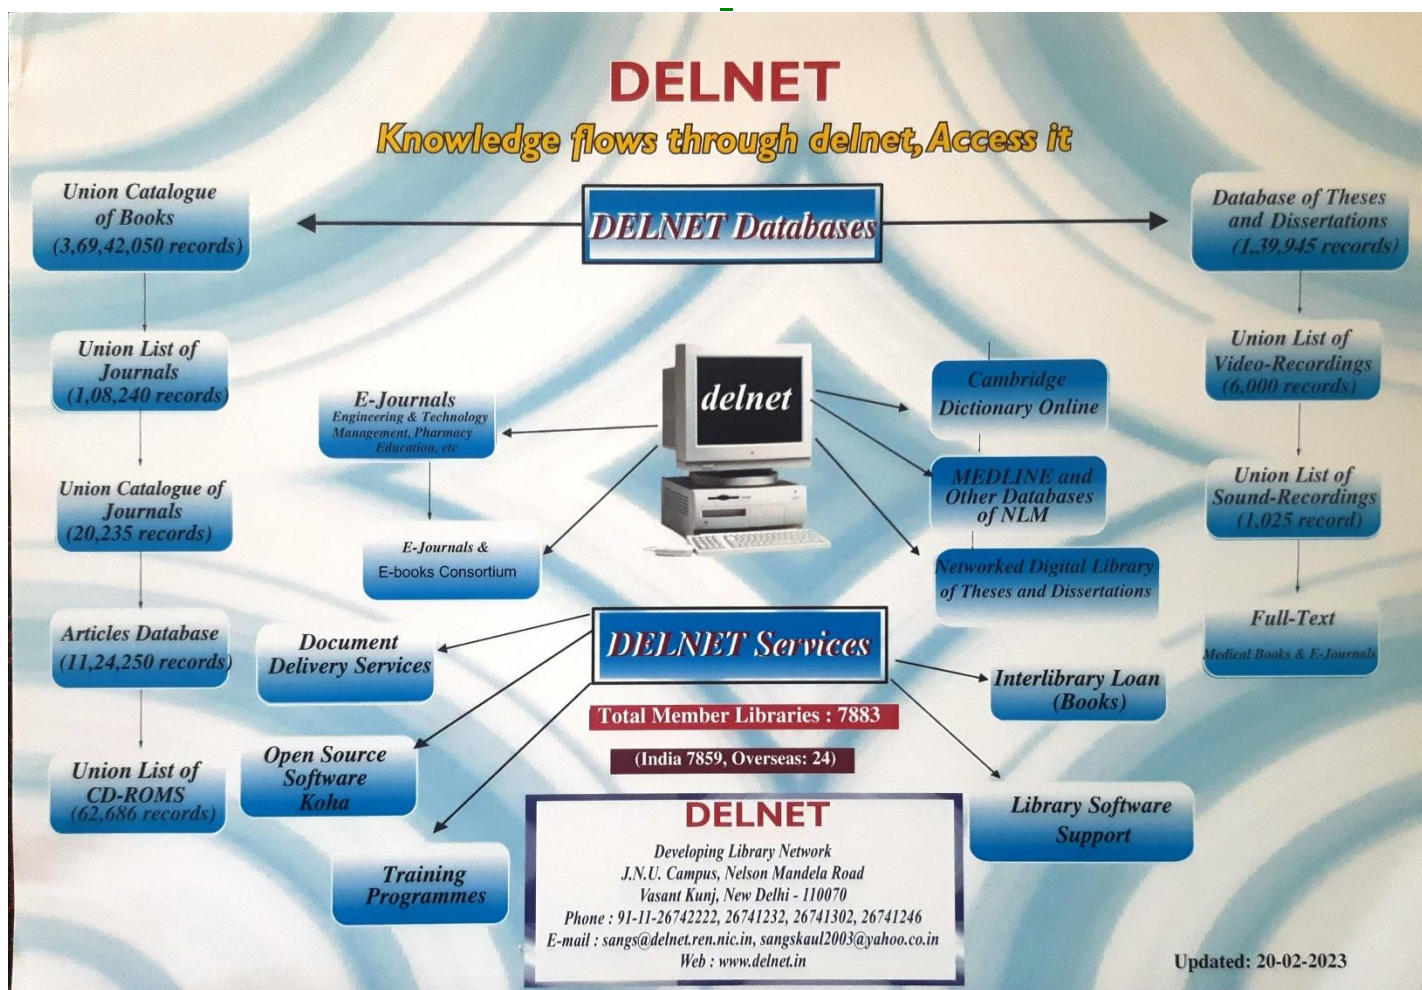 DELNET
Knowledge flows through delnet, Access it
DELNET Databases
Union Catalogue
of Books
(3,69,42,050 records)
Union List of
Journals
(1,08,240 records)
Union Catalogue of
Journals
(20,235 records)
Articles Database
(11,24,250 records)
Union List of
CD-ROMS
(62,686 records)
Database of Theses
and Dissertations
(1,39,945 records)
Union List of
Video-Recordings
(6,000 records)
Union List of
Sound-Recordings
(1,025 record)
Full-Text
Medical Books & E-Journals
delnet
E-Journals
Engineering & Technology
Management, Pharmacy
Education, etc
E-Journals &
E-books Consortium
Cambridge
Dictionary Online
MEDLINE and
Other Databases
of NLM
Networked Digital Library
of Theses and Dissertations
DELNET Services
Document
Delivery Services
Open Source
Software
Koha
Training
Programmes
Interlibrary Loan
(Books)
Library Software
Support
Total Member Libraries : 7883
(India 7859, Overseas: 24)
DELNET
Developing Library Network
J.N.U. Campus, Nelson Mandela Road
Vasant Kunj, New Delhi - 110070
Phone : 91-11-26742222, 26741232, 26741302, 26741246
E-mail : sangs@delnet.ren.nic.in, sangskaul2003@yahoo.co.in
Web : www.delnet.in
Updated: 20-02-2023